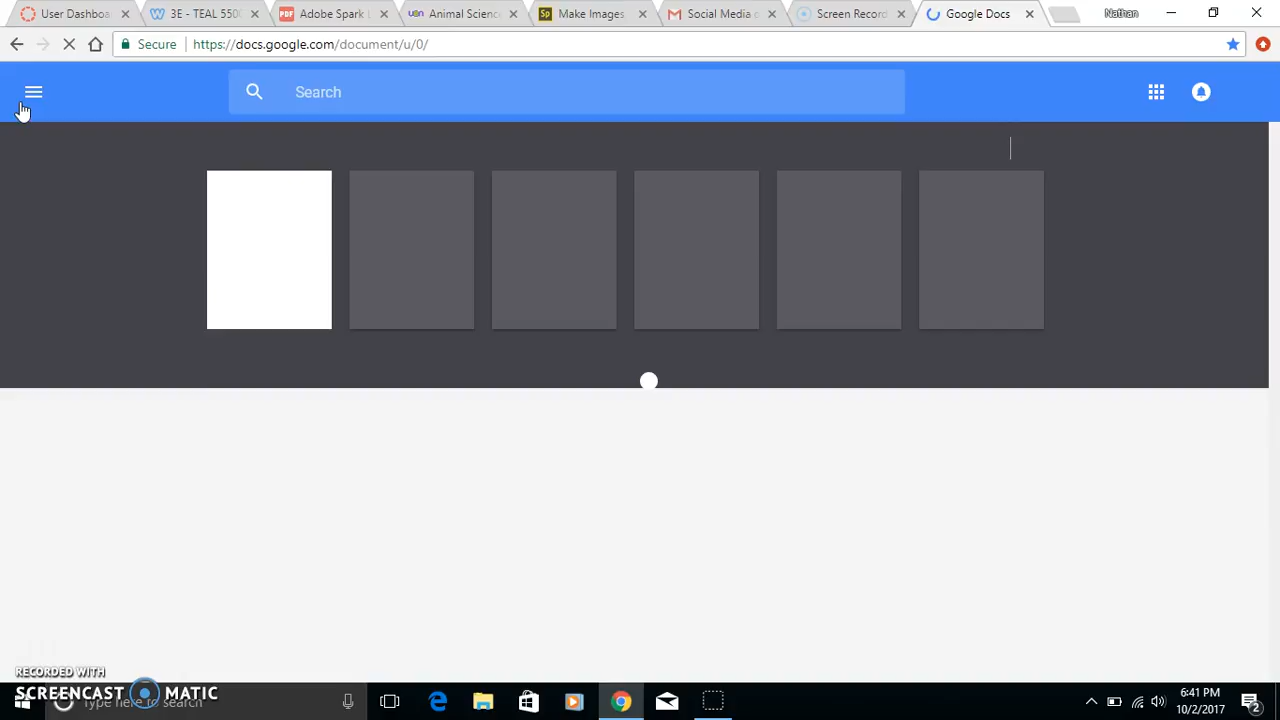 User Dashboa
3E - TEAL 5500
Adobe Spark L
Animal Scienc
Make Images
Social Media o
Screen Record
Google Docs
Nathan
Secure
https://docs.google.com/document/u/0/
Search
RECORDED WITH
SCREENCAST MATIC
Type here to search
6:41 PM
10/2/2017
2